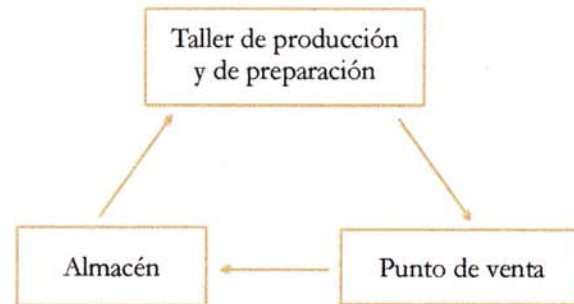 Taller de producción
y de preparación
Almacén
Punto de venta